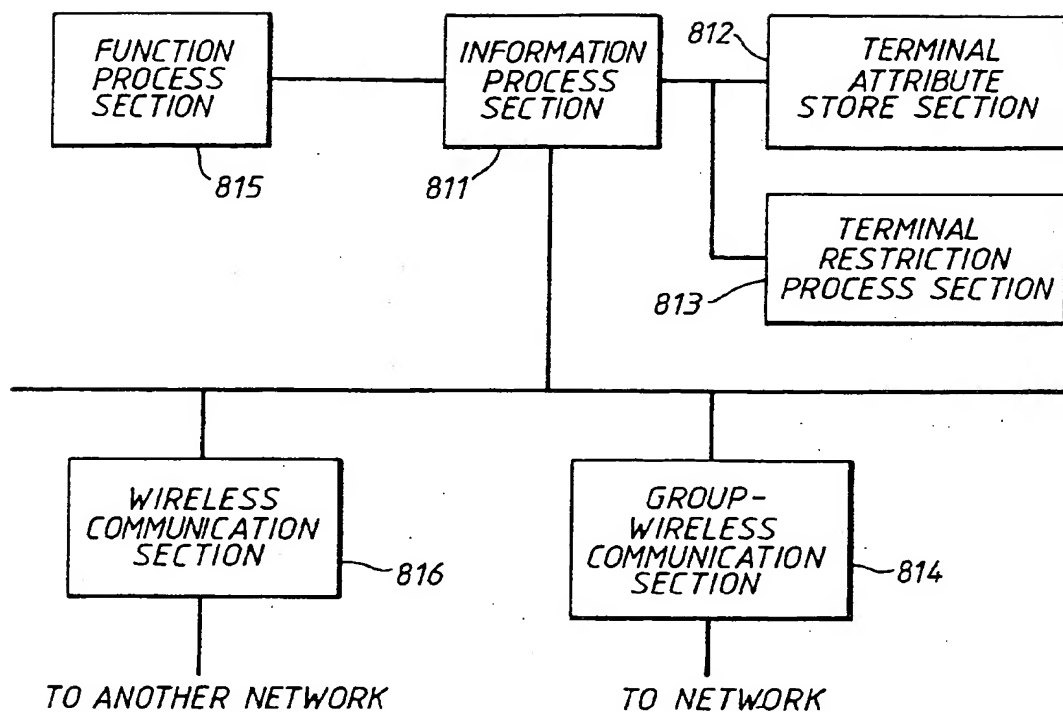 FUNCTION
PROCESS
SECTION
815
INFORMATION
PROCESS
SECTION
811
812
TERMINAL
ATTRIBUTE
STORE SECTION
TERMINAL
RESTRICTION
PROCESS SECTION
813
WIRELESS
COMMUNICATION
SECTION
816
GROUP-
WIRELESS
COMMUNICATION
SECTION
814
TO ANOTHER NETWORK
TO NETWORK